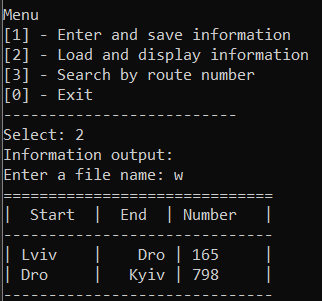 Menu
[1] - Enter and save information
[2] - Load and display information
[3] - Search by route number
[0] - Exit
--------------------------
Select: 2
Information output:
Enter a file name: w
==============================
|  Start  |  End  | Number   |
------------------------------
| Lviv    |    Dro | 165     |
| Dro     |   Kyiv | 798     |
------------------------------